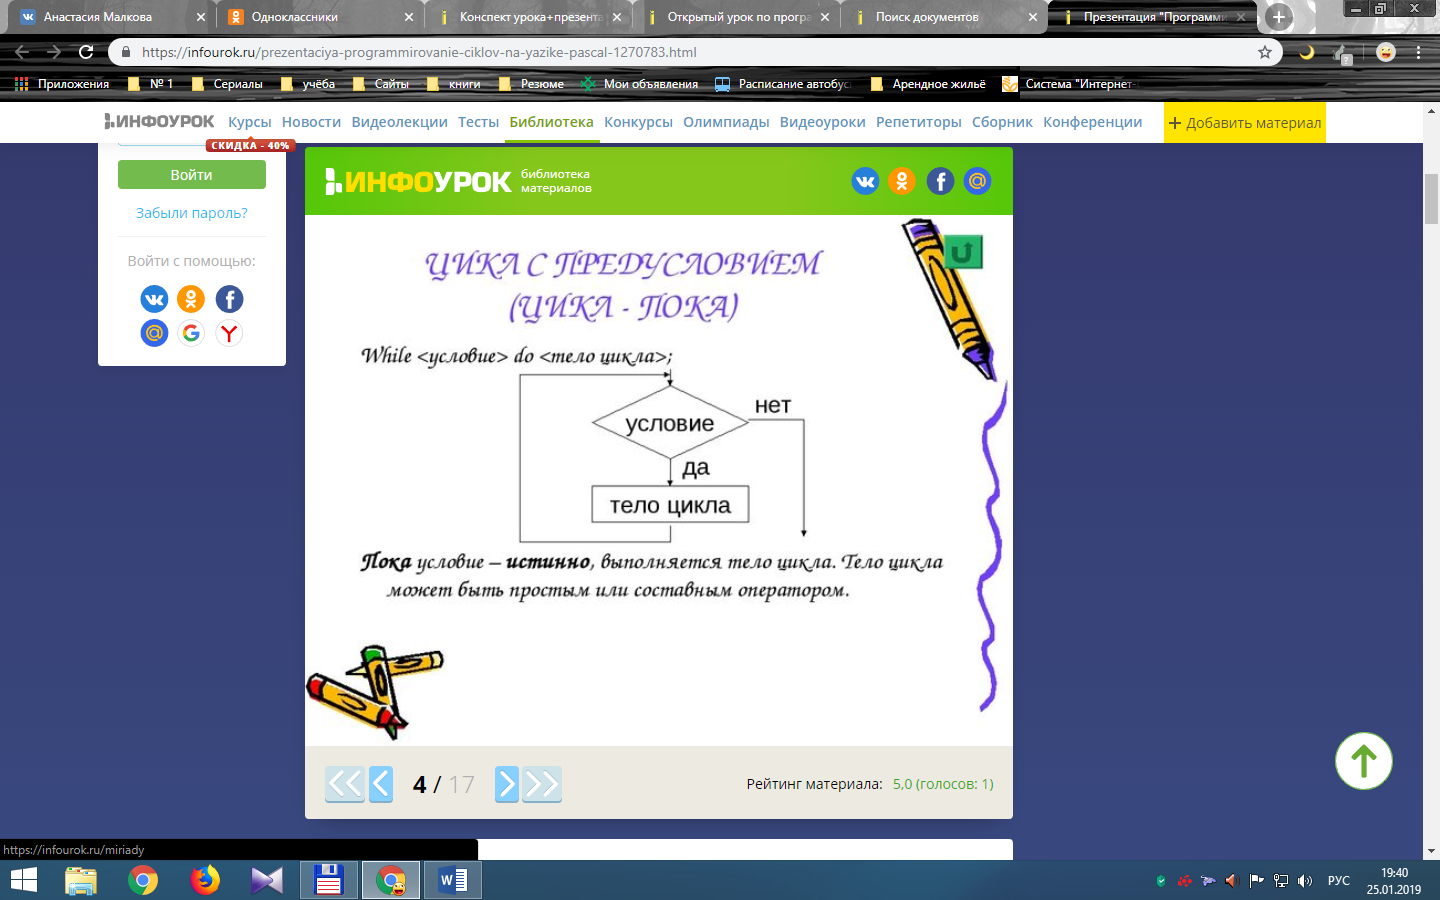 Анастасия Малкова
Одноклассники
Конспект урока+презента
Открытый урок по програ
Поиск документов
Презентация "Программи
https://infourok.ru/prezentaciya-programmirovanie-ciklov-na-yazike-pascal-1270783.html
Приложения
№ 1
Сериалы
учёба
Сайты
книги
Резюме
Мои объявления
Расписание автобус
Арендное жильё
Система "Интернет-
ИНФОУРОК
Курсы
Новости
Видеолекции
Тесты
Библиотека
Конкурсы
Олимпиады
Видеоуроки
Репетиторы
Сборник
Конференции
+ Добавить материал
СКИДКА - 40%
Войти
Забыли пароль?
Войти с помощью:
ИНФОУРОК
библиотека
материалов
ЦИКЛ С ПРЕДУСЛОВИЕМ
(ЦИКЛ - ПОКА)
While <условие> do <тело цикла>;
условие
нет
да
тело цикла
Пока условие – истинно, выполняется тело цикла. Тело цикла
может быть простым или составным оператором.
4 / 17
Рейтинг материала: 5,0 (голосов: 1)
https://infourok.ru/miriady
РУС
19:40
25.01.2019